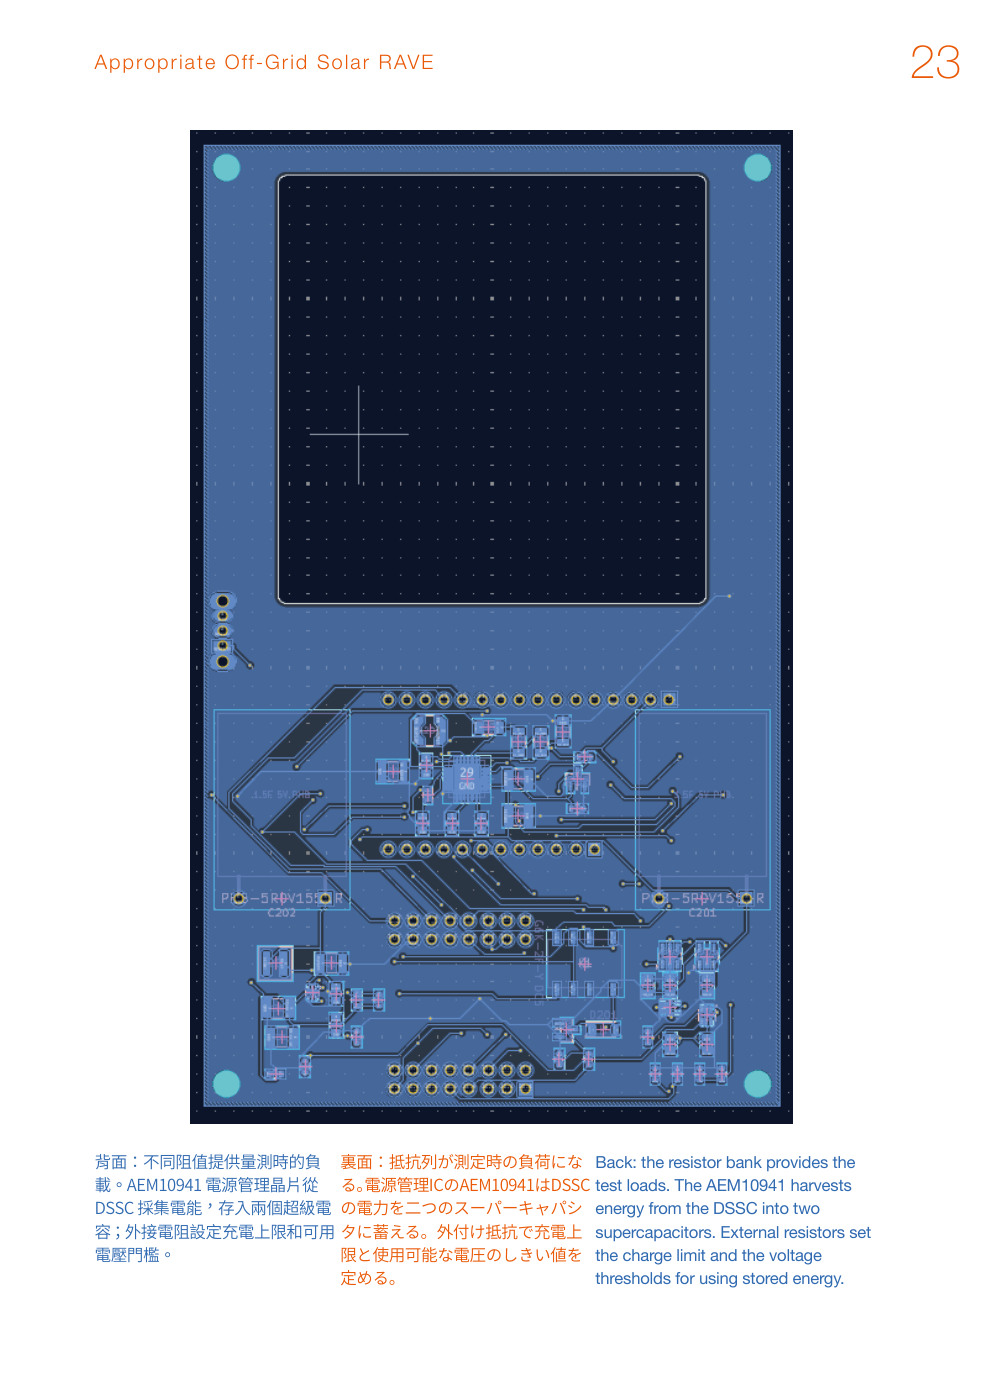 Appropriate Off-Grid Solar RAVE
23
29
GND
C202
C201
背面：不同阻值提供量測時的負
載。AEM10941 電源管理晶片從
DSSC 採集電能，存入兩個超級電
容；外接電阻設定充電上限和可用
電壓門檻。
裏面：抵抗列が測定時の負荷にな
る。電源管理ICのAEM10941はDSSC
の電力を二つのスーパーキャパシ
タに蓄える。外付け抵抗で充電上
限と使用可能な電圧のしきい値を
定める。
Back: the resistor bank provides the
test loads. The AEM10941 harvests
energy from the DSSC into two
supercapacitors. External resistors set
the charge limit and the voltage
thresholds for using stored energy.